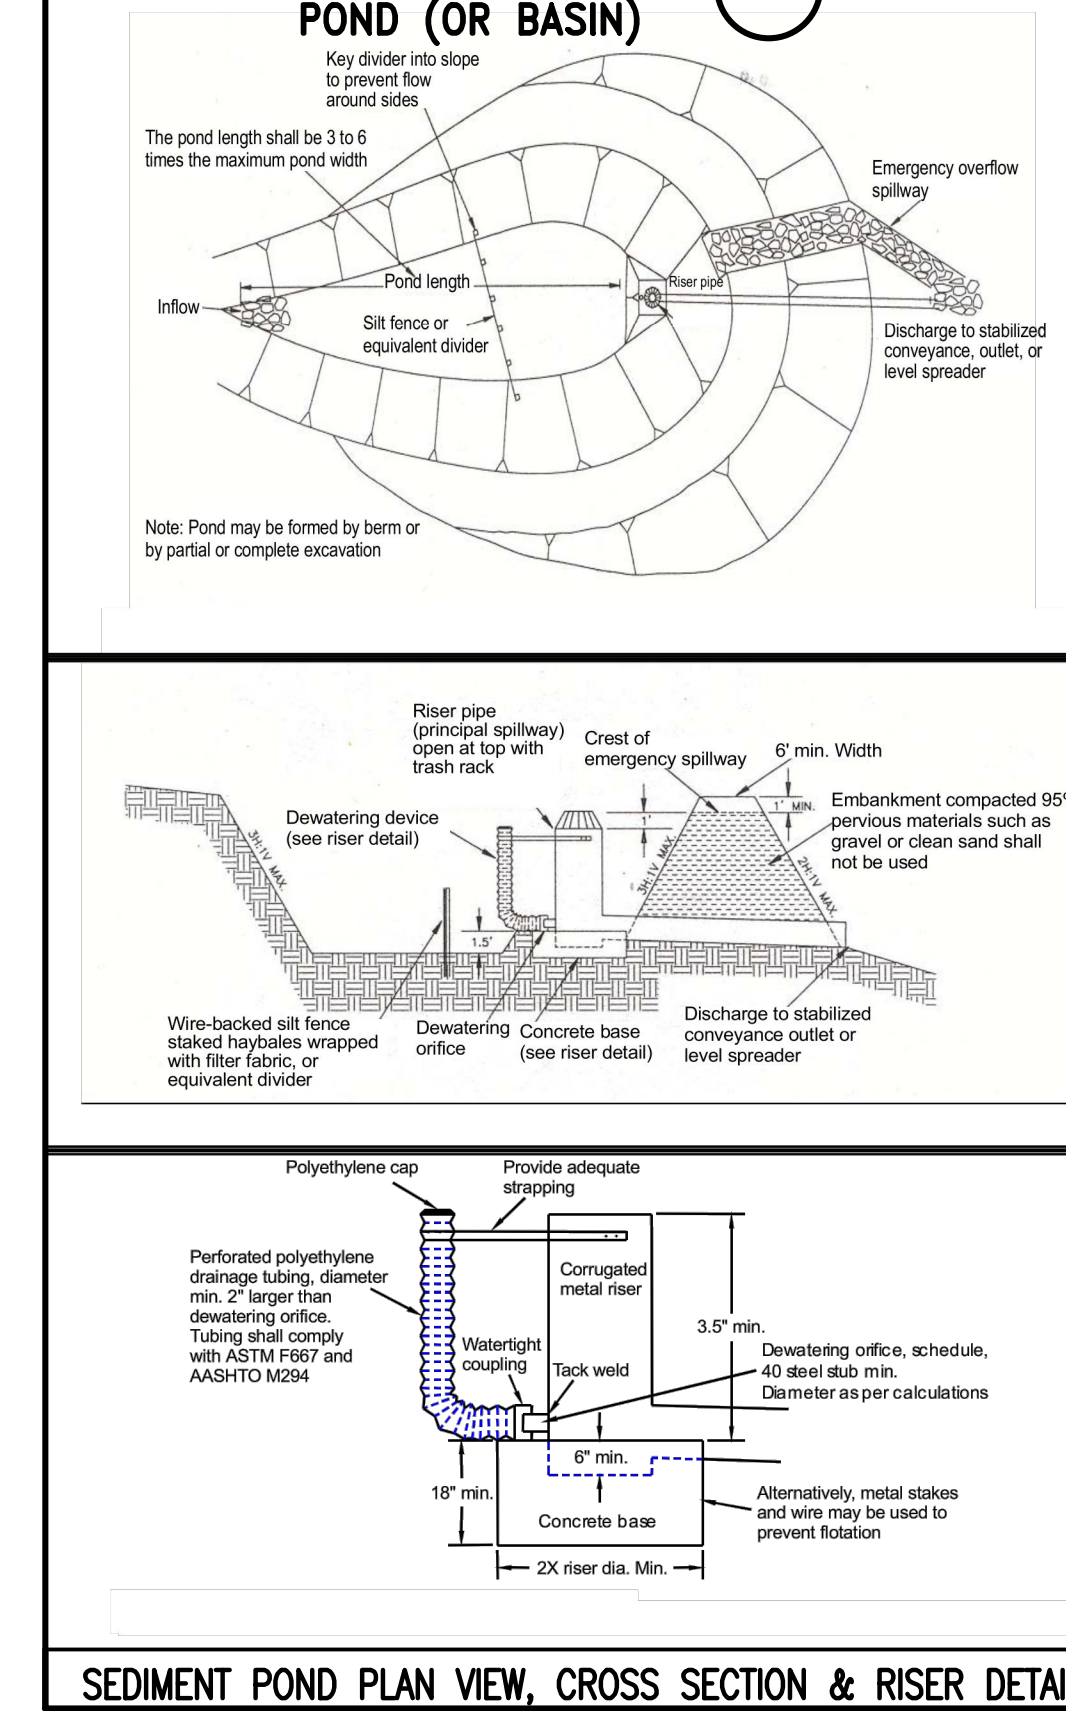 POND (OR BASIN)
Key divider into slope
to prevent flow
around sides
The pond length shall be 3 to 6
times the maximum pond width
Emergency overflow
spillway
Pond length
Riser pipe
Inflow
Silt fence or
equivalent divider
Discharge to stabilized
conveyance, outlet, or
level spreader
Note: Pond may be formed by berm or
by partial or complete excavation
Riser pipe
(principal spillway)
open at top with
trash rack
Crest of
emergency spillway
6' min. Width
1' MIN.
Embankment compacted 95%
pervious materials such as
gravel or clean sand shall
not be used
Dewatering device
(see riser detail)
1'
3H:1V MAX.
3H:1V MAX.
2H:1V MAX.
1.5'
Wire-backed silt fence
staked haybales wrapped
with filter fabric, or
equivalent divider
Dewatering
orifice
Concrete base
(see riser detail)
Discharge to stabilized
conveyance outlet or
level spreader
Polyethylene cap
Provide adequate
strapping
Perforated polyethylene
drainage tubing, diameter
min. 2" larger than
dewatering orifice.
Tubing shall comply
with ASTM F667 and
AASHTO M294
Corrugated
metal riser
3.5" min.
Watertight
coupling
Tack weld
Dewatering orifice, schedule,
40 steel stub min.
Diameter as per calculations
6" min.
18" min.
Concrete base
Alternatively, metal stakes
and wire may be used to
prevent flotation
2X riser dia. Min.
SEDIMENT POND PLAN VIEW, CROSS SECTION & RISER DETAI